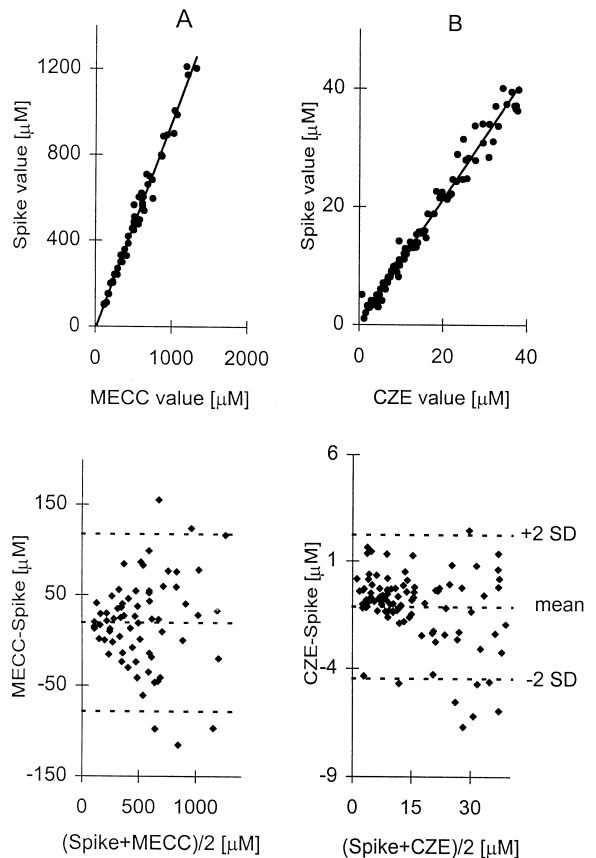 A
B
Spike value [μM]
1200
800
400
0
0
1000
2000
MECC value [μM]
Spike value [μM]
40
20
0
0
20
40
CZE value [μM]
MECC-Spike [μM]
150
50
-50
-150
0
500
1000
(Spike+MECC)/2 [μM]
CZE-Spike [μM]
6
1
-4
-9
+2 SD
mean
-2 SD
0
15
30
(Spike+CZE)/2 [μM]